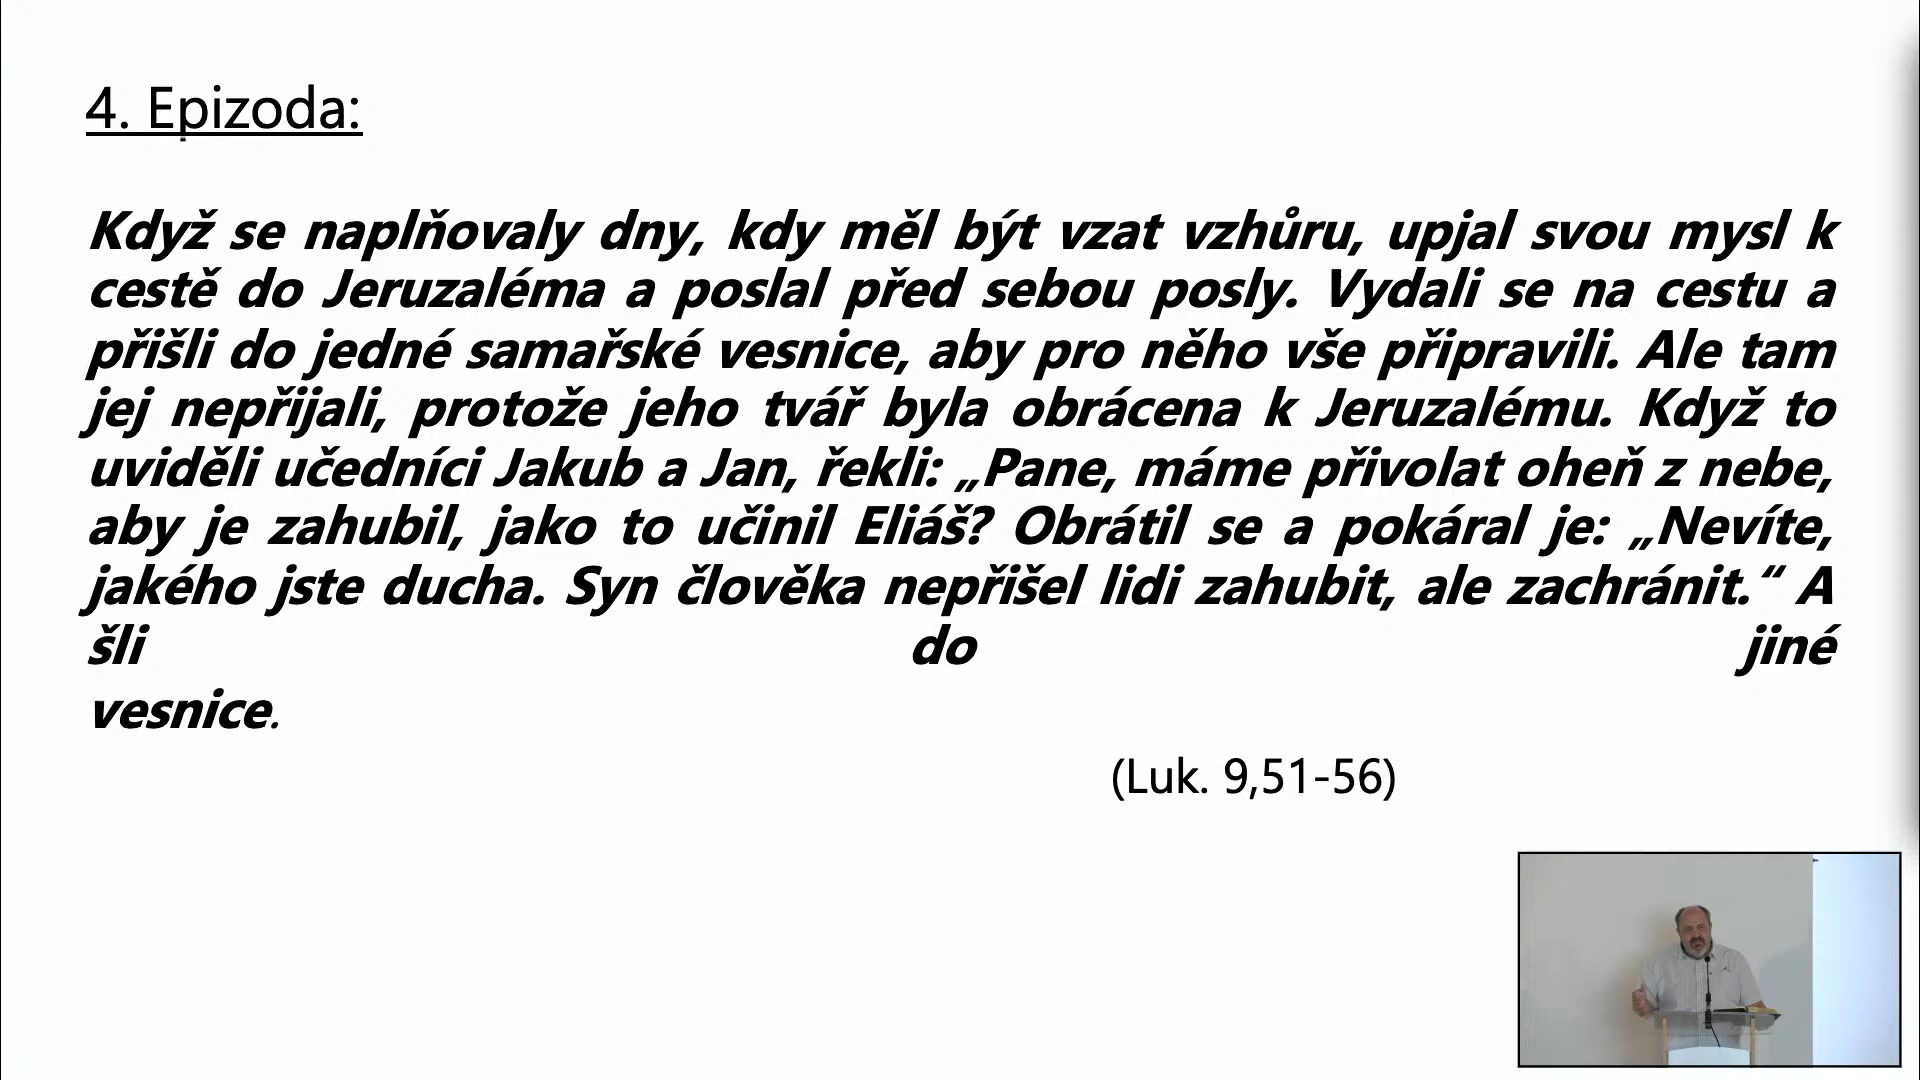 4. Epizoda:
Když se naplňovaly dny, kdy měl být vzat vzhůru, upjal svou mysl k
cestě do Jeruzaléma a poslal před sebou posly. Vydali se na cestu a
přišli do jedné samařské vesnice, aby pro něho vše připravili. Ale tam
jej nepřijali, protože jeho tvář byla obrácena k Jeruzalému. Když to
uviděli učedníci Jakub a Jan, řekli: „Pane, máme přivolat oheň z nebe,
aby je zahubil, jako to učinil Eliáš? Obrátil se a pokáral je: „Nevíte,
jakého jste ducha. Syn člověka nepřišel lidi zahubit, ale zachránit.“ A
šli do jiné
vesnice.
(Luk. 9,51-56)